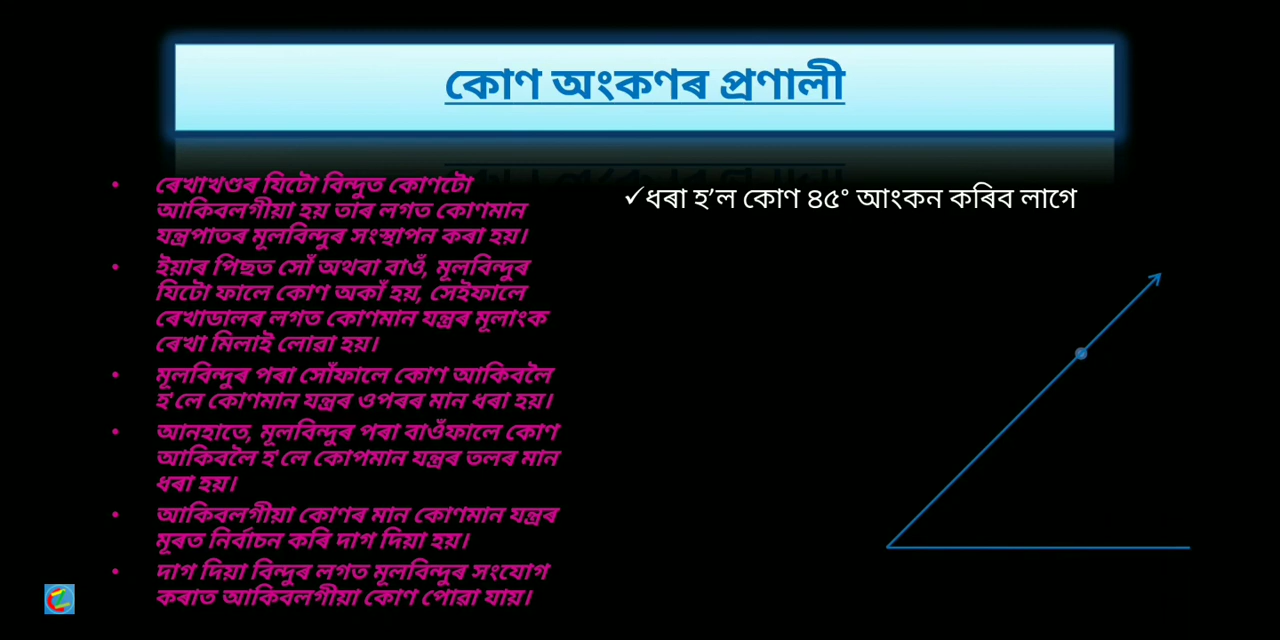 কোণ অংকণৰ প্ৰণালী
• ৰেখাখণ্ডৰ যিটো বিন্দুত কোণটো
আকিবলগীয়া হয় তাৰ লগত কোণমান
যন্ত্ৰপাতৰ মূলবিন্দুৰ সংস্থাপন কৰা হয়।
• ইয়াৰ পিছত সোঁ অথবা বাওঁ, মূলবিন্দুৰ
যিটো ফালে কোণ অকাঁ হয়, সেইফালে
ৰেখাডালৰ লগত কোণমান যন্ত্ৰৰ মূলাংক
ৰেখা মিলাই লোৱা হয়।
• মূলবিন্দুৰ পৰা সোঁফালে কোণ আকিবলৈ
হ'লে কোণমান যন্ত্ৰৰ ওপৰৰ মান ধৰা হয়।
• আনহাতে, মূলবিন্দুৰ পৰা বাওঁফালে কোণ
আকিবলৈ হ'লে কোপমান যন্ত্ৰৰ তলৰ মান
ধৰা হয়।
• আকিবলগীয়া কোণৰ মান কোণমান যন্ত্ৰৰ
মূৰত নিৰ্বাচন কৰি দাগ দিয়া হয়।
• দাগ দিয়া বিন্দুৰ লগত মূলবিন্দুৰ সংযোগ
কৰাত আকিবলগীয়া কোণ পোৱা যায়।
✓ধৰা হ’ল কোণ ৪৫° আংকন কৰিব লাগে